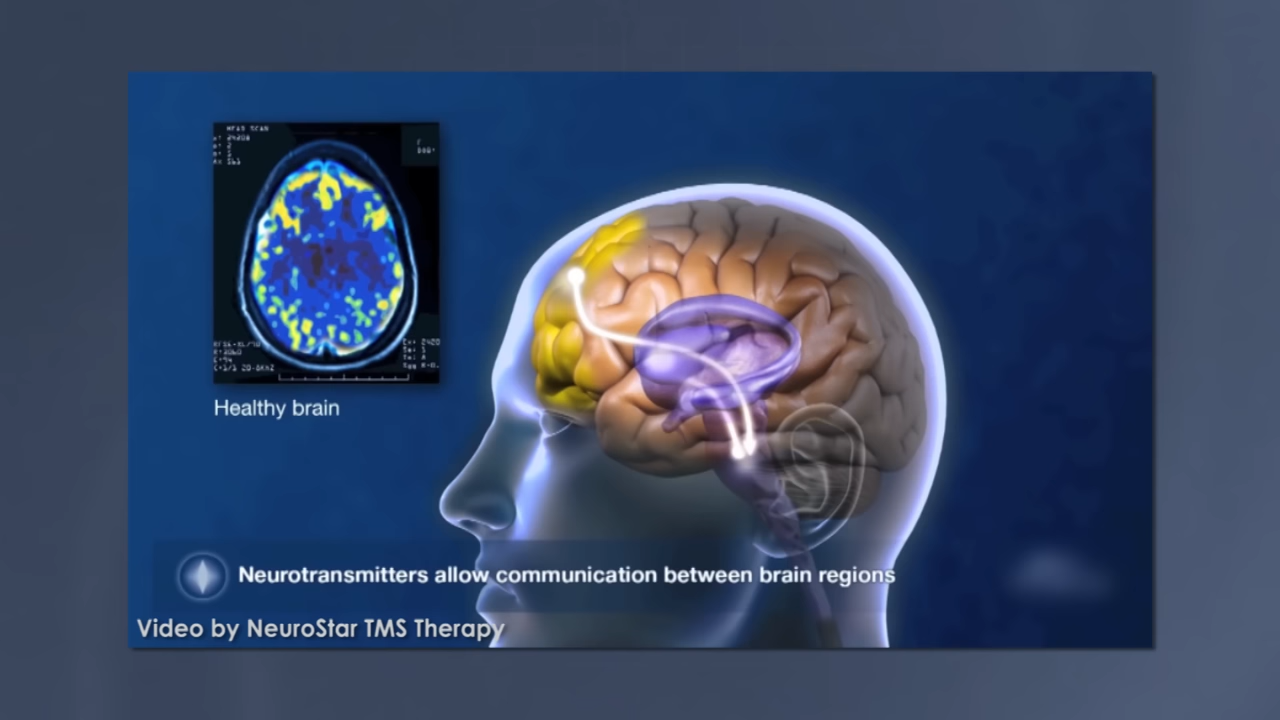 Healthy brain
Neurotransmitters allow communication between brain regions
Video by NeuroStar TMS Therapy